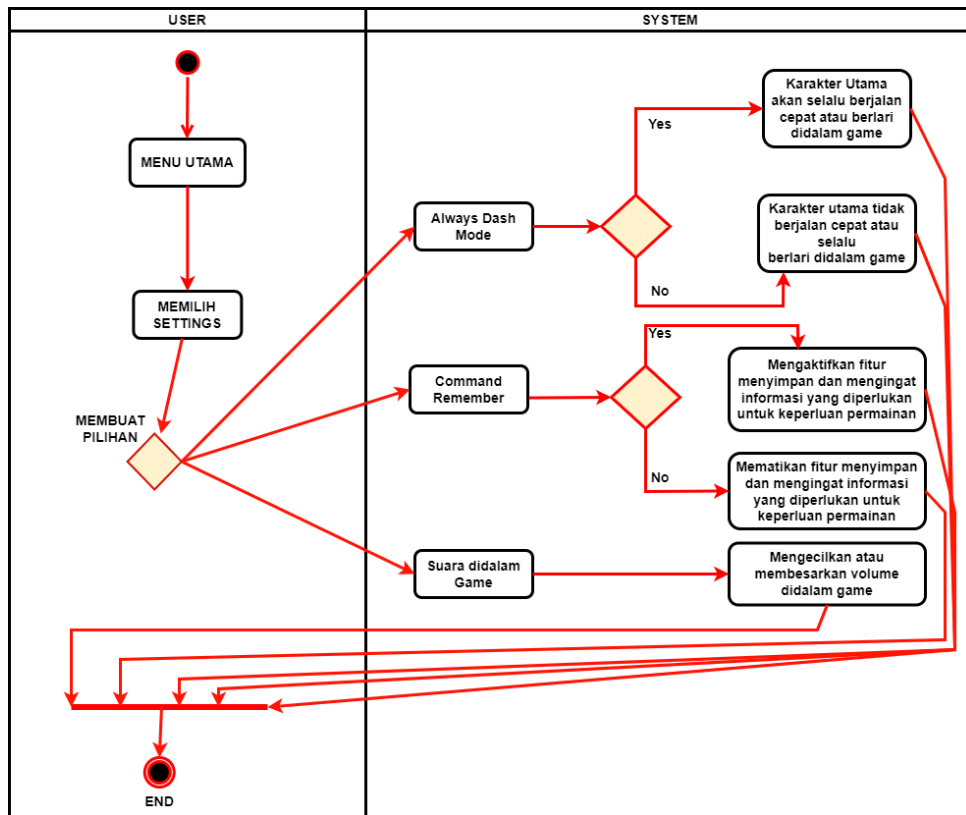 USER
SYSTEM
MENU UTAMA
MEMILIH
SETTINGS
MEMBUAT
PILIHAN
Always Dash
Mode
Yes
No
Karakter Utama
akan selalu berjalan
cepat atau berlari
didalam game
Karakter utama tidak
berjalan cepat atau
selalu
berlari didalam game
Command
Remember
Yes
No
Mengaktifkan fitur
menyimpan dan mengingat
informasi yang diperlukan
untuk keperluan permainan
Mematikan fitur menyimpan
dan mengingat informasi
yang diperlukan untuk
keperluan permainan
Suara didalam
Game
Mengecilkan atau
membesarkan volume
didalam game
END